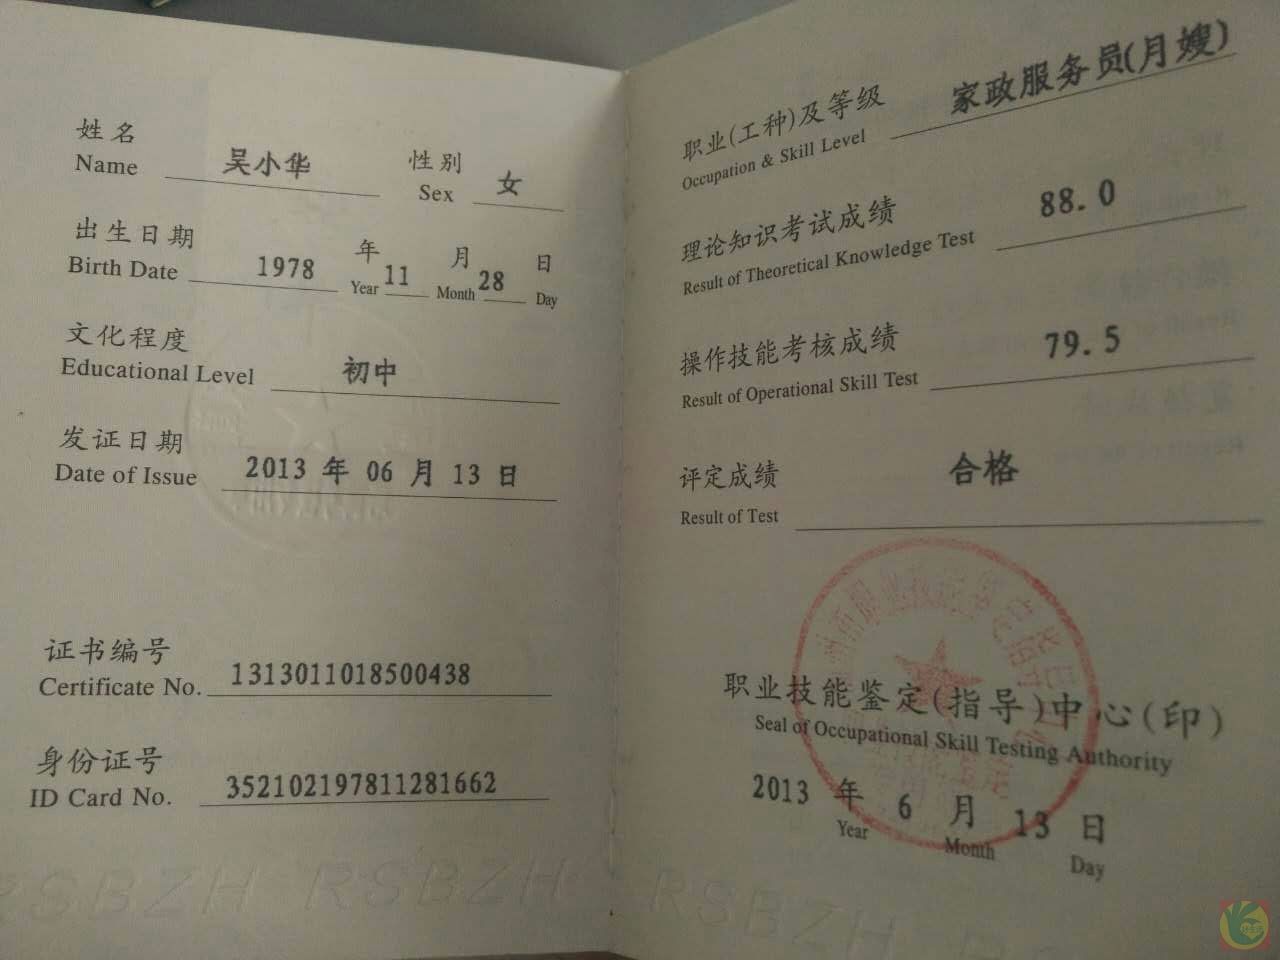 姓名 吴小华 性别 女
Name Sex
出生日期 1978 年 11 月 28 日
Birth Date Year Month Day
文化程度 初中
Educational Level
发证日期 2013 年 06 月 13 日
Date of Issue
证书编号 1313011018500438
Certificate No.
身份证号 352102197811281662
ID Card No.
RSBZH RSBZH
职业(工种)及等级 家政服务员(月嫂)
Occupation & Skill Level
理论知识考试成绩 88.0
Result of Theoretical Knowledge Test
操作技能考核成绩 79.5
Result of Operational Skill Test
评定成绩 合格
Result of Test
职业技能鉴定(指导)中心(印)
Seal of Occupational Skill Testing Authority
2013 年 6 月 13 日
Year Month Day
RSBZH